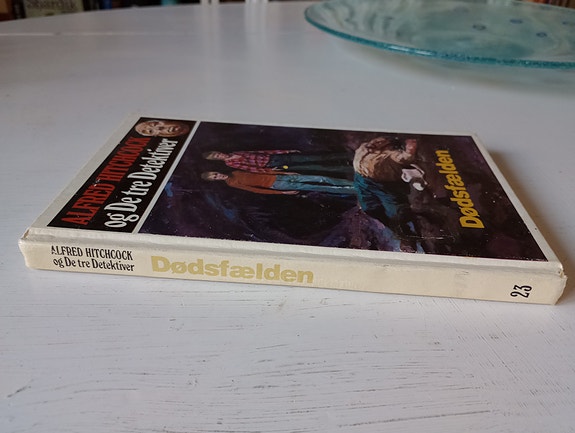 ALFRED HITCHCOCK
og De tre Detektiver
Dødsfælden
ALFRED HITCHCOCK
og De tre Detektiver
Dødsfælden
23